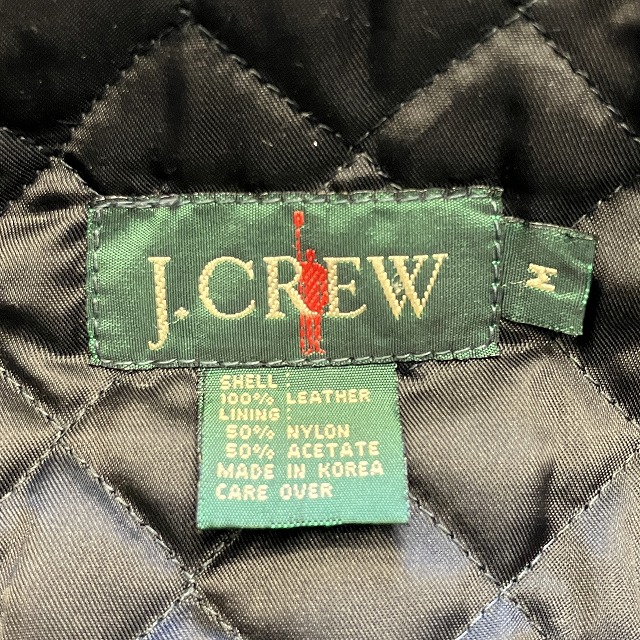 J.CREW
M
SHELL:
100% LEATHER
LINING:
50% NYLON
50% ACETATE
MADE IN KOREA
CARE OVER